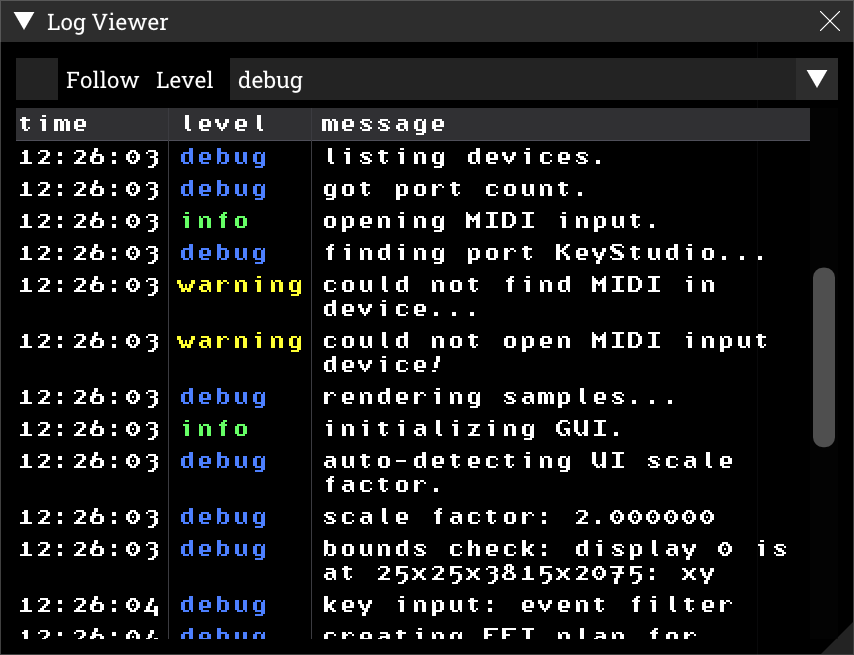 Log Viewer
Follow Level debug
time level message
12:26:03 debug listing devices.
12:26:03 debug got port count.
12:26:03 info opening MIDI input.
12:26:03 debug finding port KeyStudio...
12:26:03 warning could not find MIDI in
device...
12:26:03 warning could not open MIDI input
device!
12:26:03 debug rendering samples...
12:26:03 info initializing GUI.
12:26:03 debug auto-detecting UI scale
factor.
12:26:03 debug scale factor: 2.000000
12:26:03 debug bounds check: display 0 is
at 25x25x3815x2075: xy
12:26:04 debug key input: event filter
12:26:04 debug creating FFT plan for